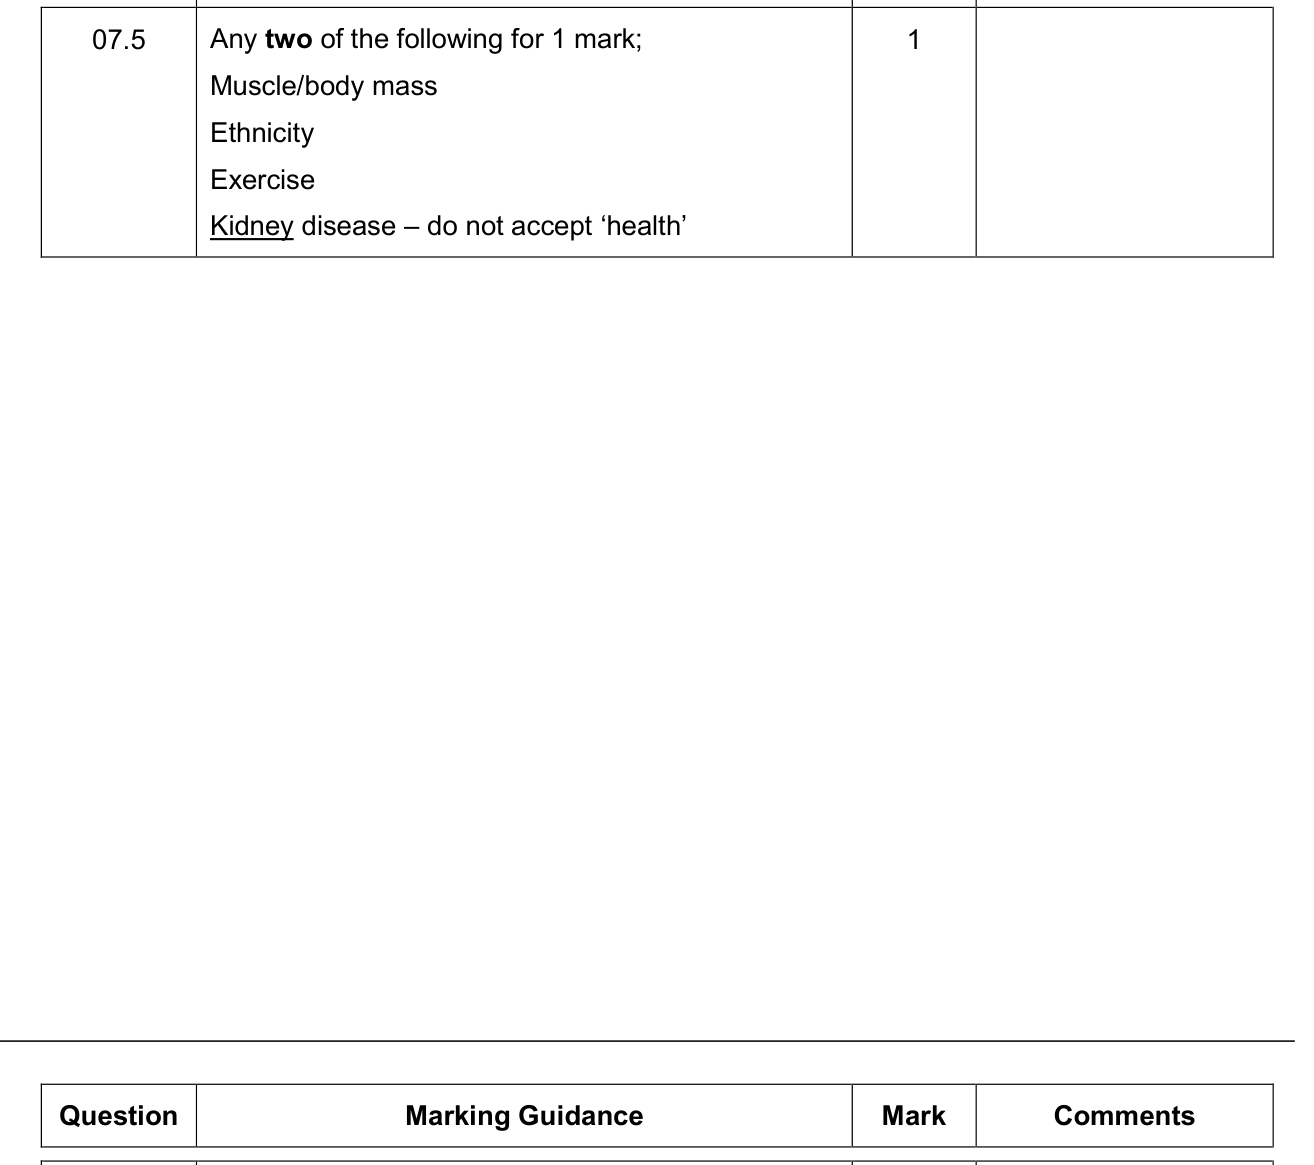 07.5
Any two of the following for 1 mark;
1
Muscle/body mass
Ethnicity
Exercise
Kidney disease – do not accept ‘health’
Question
Marking Guidance
Mark
Comments